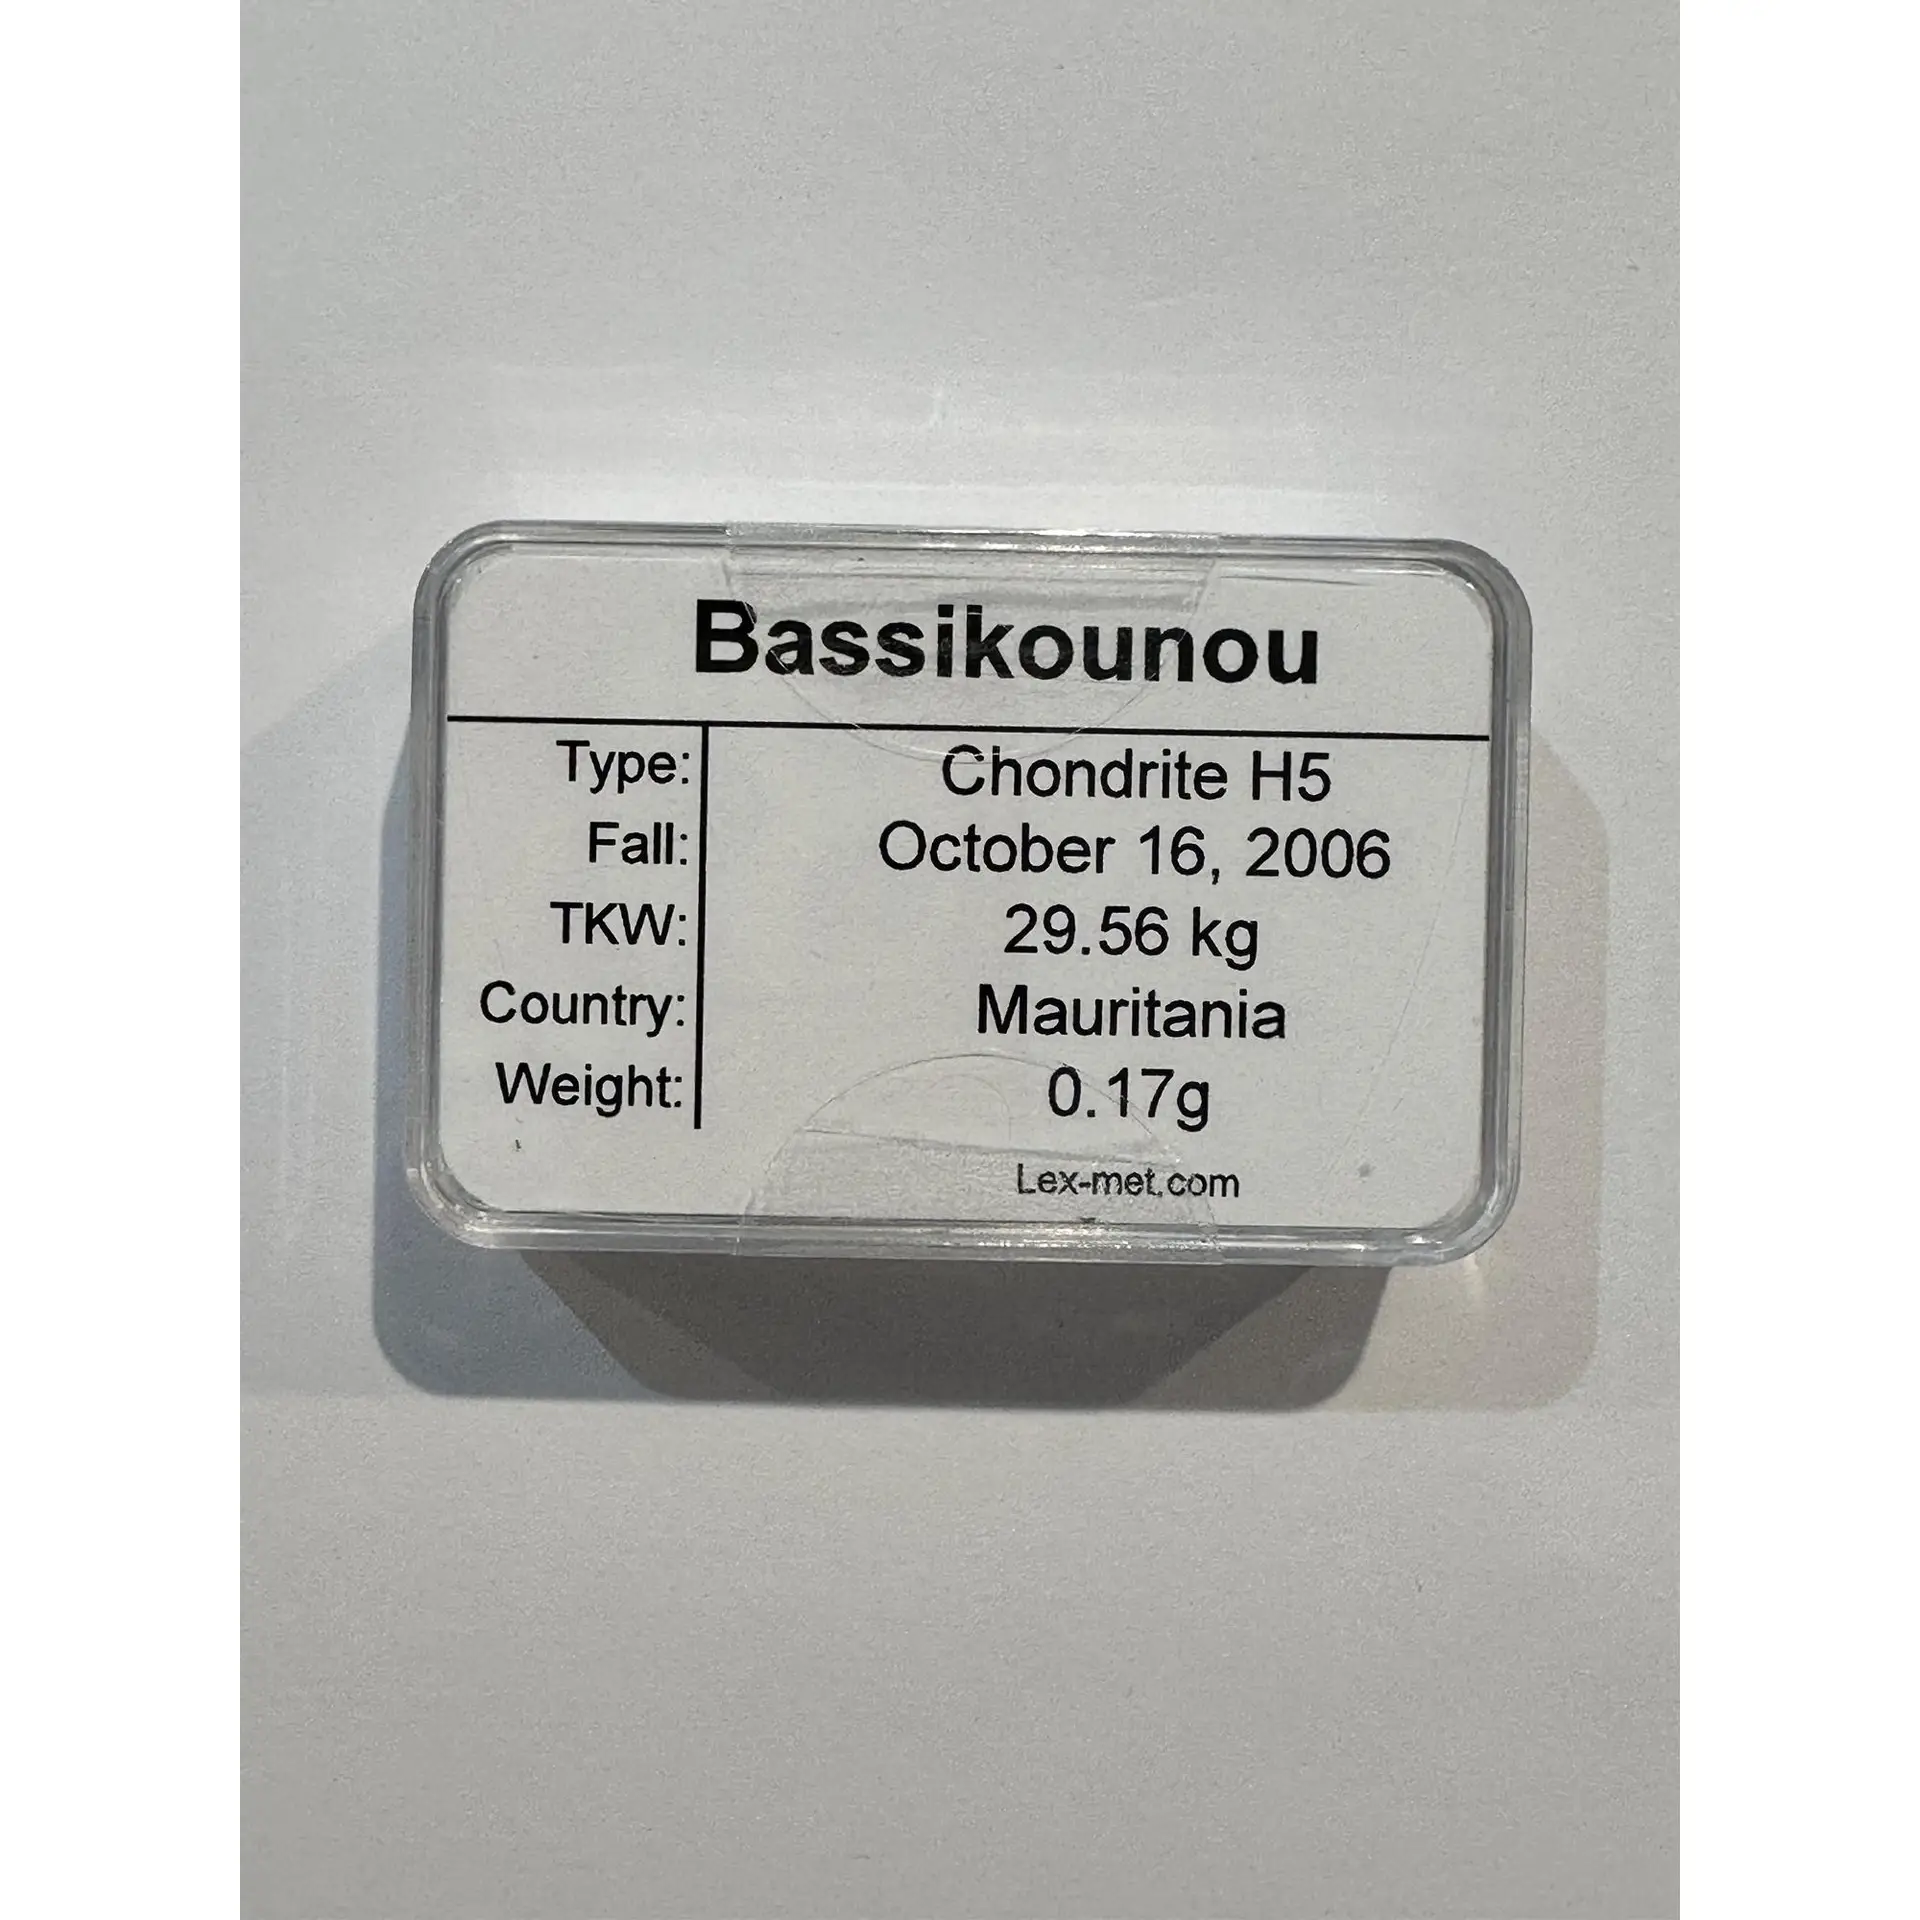 Bassikounou
Type: Chondrite H5
Fall: October 16, 2006
TKW: 29.56 kg
Country: Mauritania
Weight: 0.17g
Lex-met.com